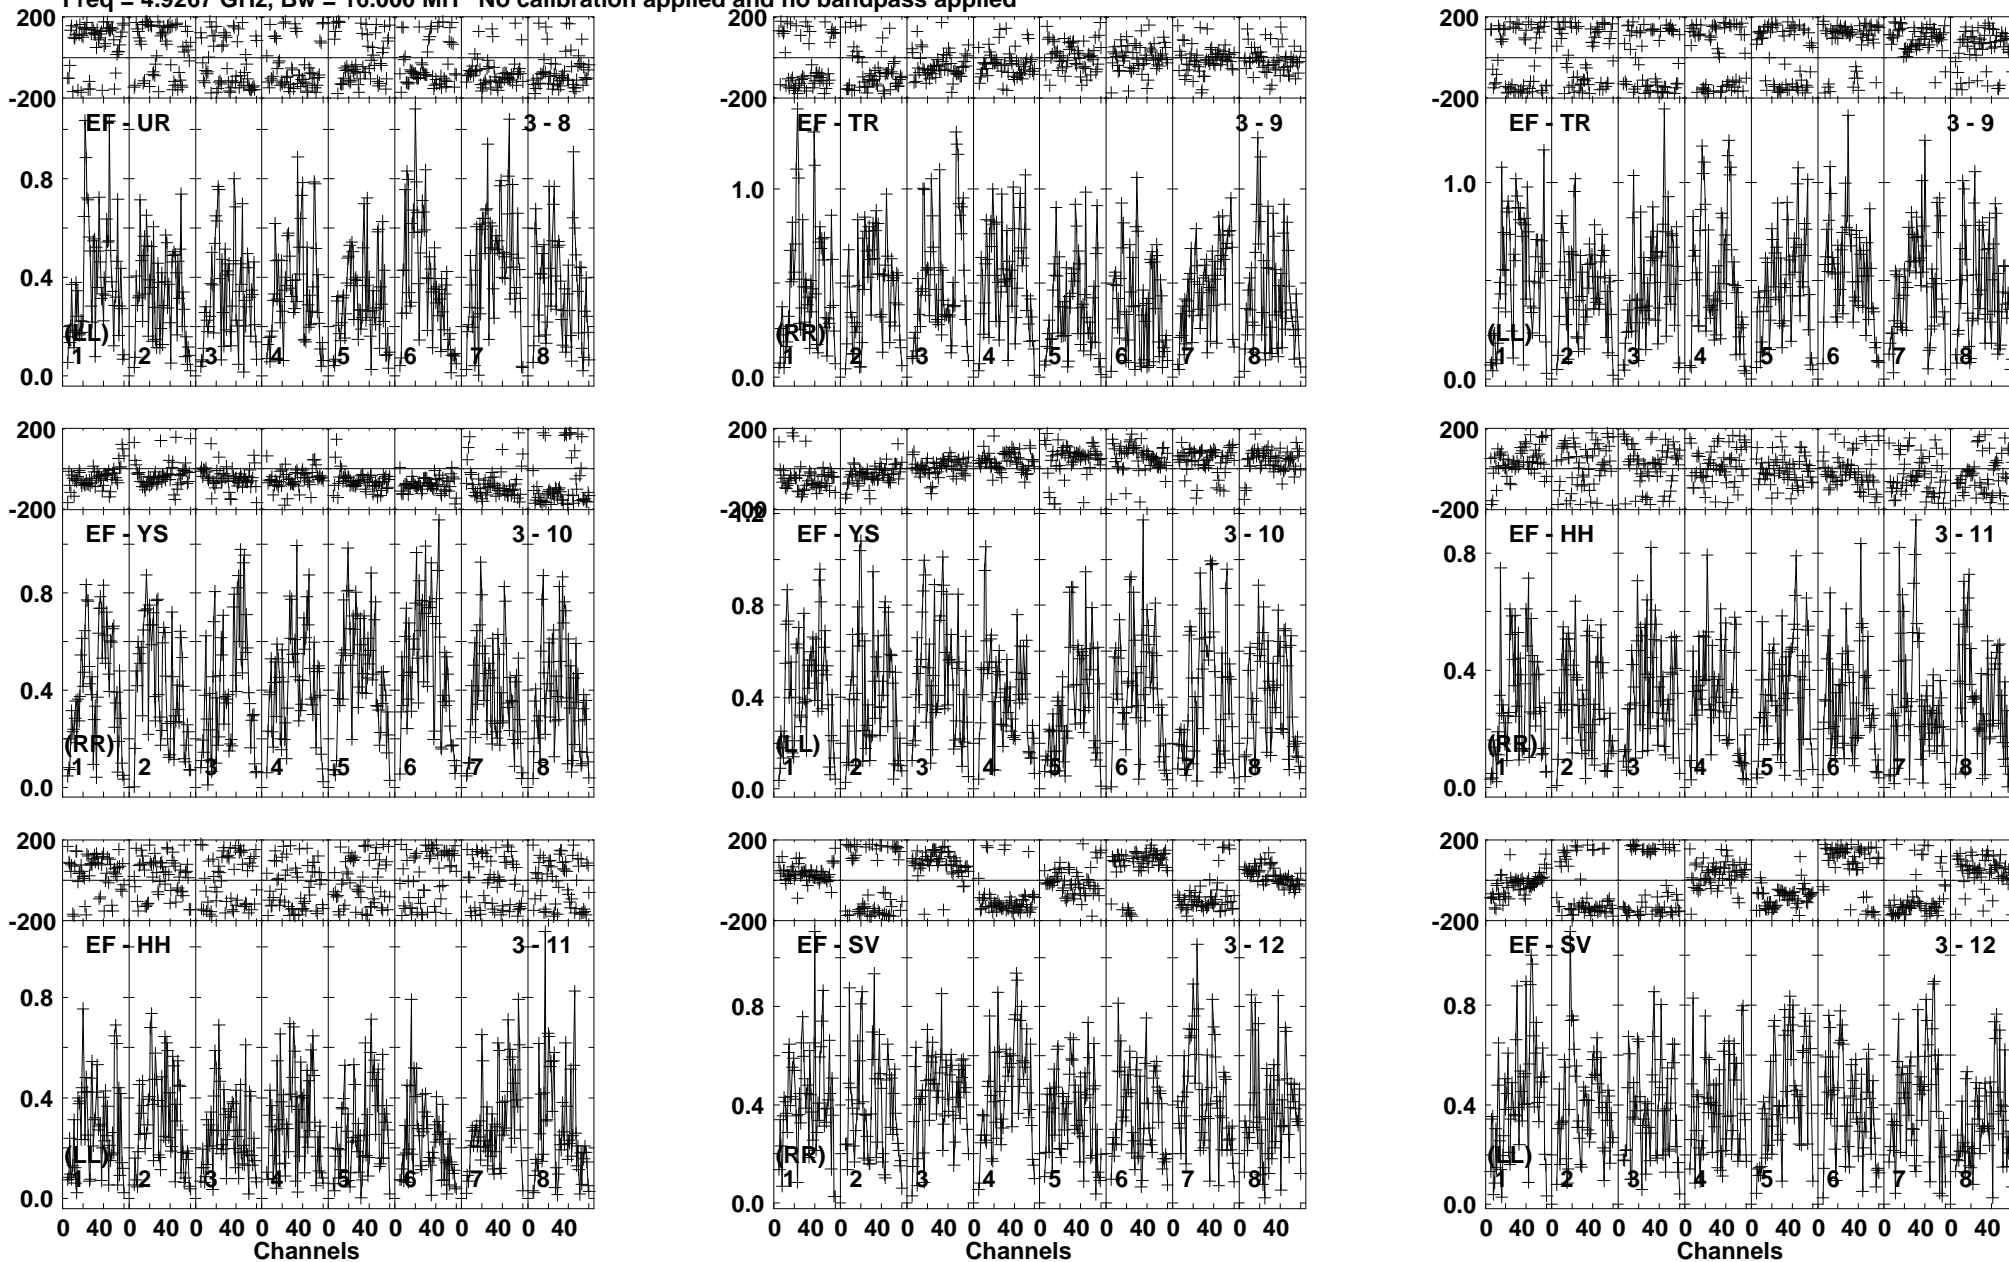 Freq = 4.9267 GHz, Bw = 16.000 MH No calibration applied and no bandpass applied
200 200 200
-200 -200 -200
EF - UR 3 - 8 EF - TR 3 - 9 EF - TR 3 - 9
0.8 1.0 1.0
0.4
(LL) (RR) (LL)
1 2 3 4 5 6 7 8 1 2 3 4 5 6 7 8 1 2 3 4 5 6 7 8
0.0 0.0 0.0
200 200 200
-200 -200 -200
1.2
EF - YS 3 - 10 EF - YS 3 - 10 EF - HH 3 - 11
0.8 0.8 0.8
0.4 0.4 0.4
(RR) (LL) (RR)
1 2 3 4 5 6 7 8 1 2 3 4 5 6 7 8 1 2 3 4 5 6 7 8
0.0 0.0 0.0
200 200 200
-200 -200 -200
EF - HH 3 - 11 EF - SV 3 - 12 EF - SV 3 - 12
0.8 0.8 0.8
0.4 0.4 0.4
(LL) (RR) (LL)
1 2 3 4 5 6 7 8 1 2 3 4 5 6 7 8 1 2 3 4 5 6 7 8
0.0 0.0 0.0
0 40 0 40 0 40 0 40 0 40 0 40 0 40 0 40 0 40 0 40 0 40 0 40 0 40 0 40 0 40 0 40 0 40 0 40 0 40 0 40 0 40 0 40 0 40 0 40
Channels Channels Channels